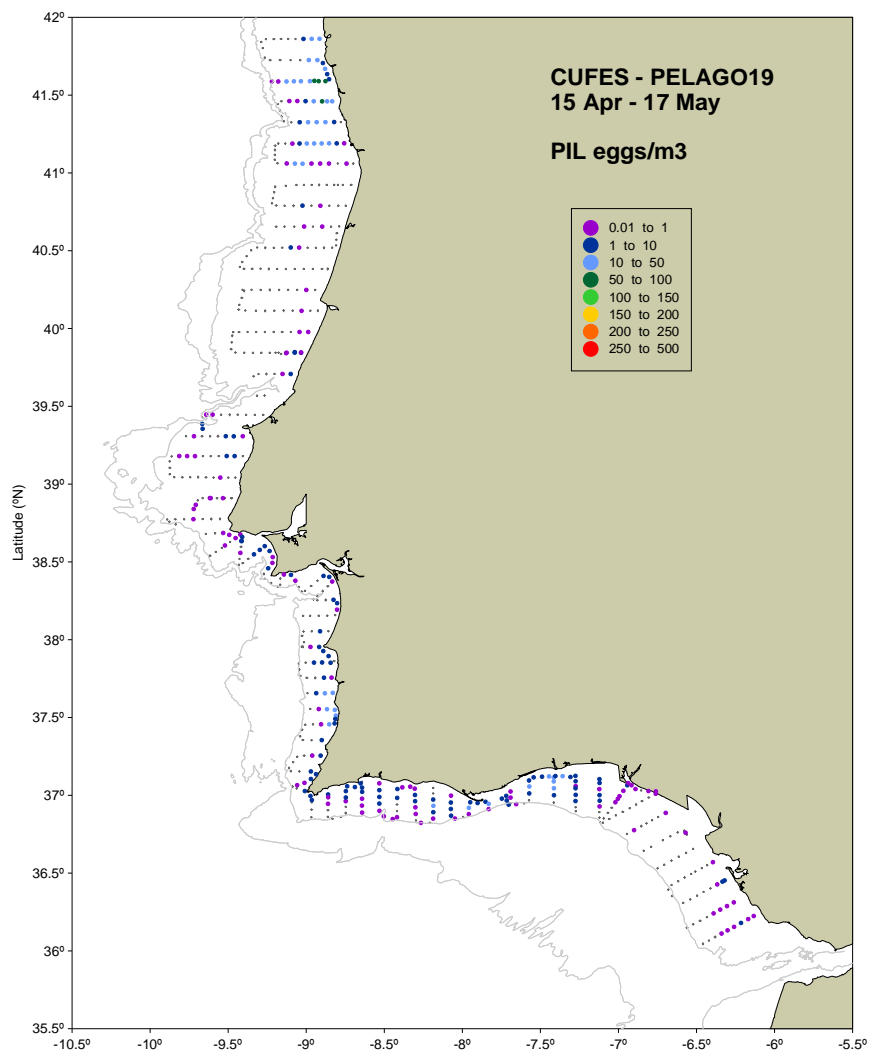 CUFES - PELAGO19
15 Apr - 17 May
PIL eggs/m3
0.01 to 1
1 to 10
10 to 50
50 to 100
100 to 150
150 to 200
200 to 250
250 to 500
Latitude (ºN)
42º
41.5º
41º
40.5º
40º
39.5º
39º
38.5º
38º
37.5º
37º
36.5º
36º
35.5º
-10.5º -10º -9.5º -9º -8.5º -8º -7.5º -7º -6.5º -6º -5.5º